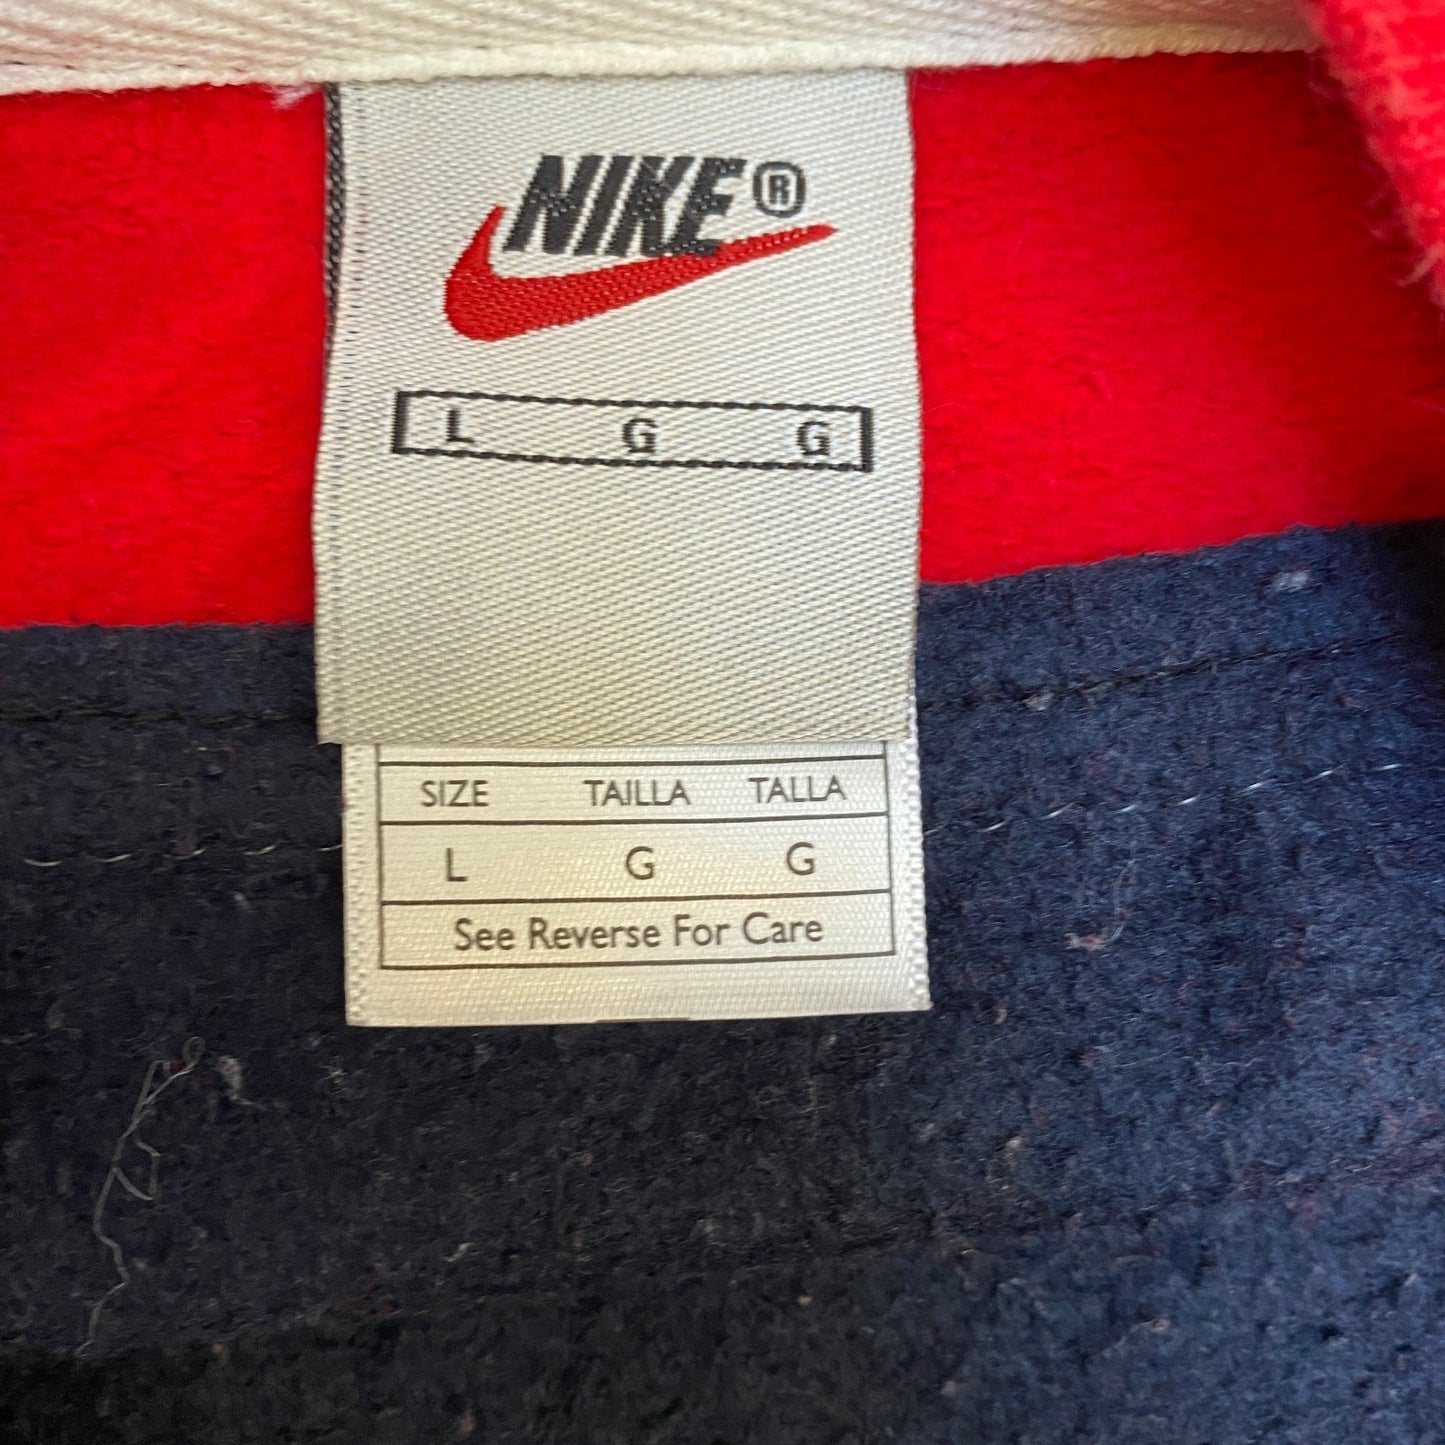 NIKE®
L G G
SIZE TAILLA TALLA
L G G
See Reverse For Care